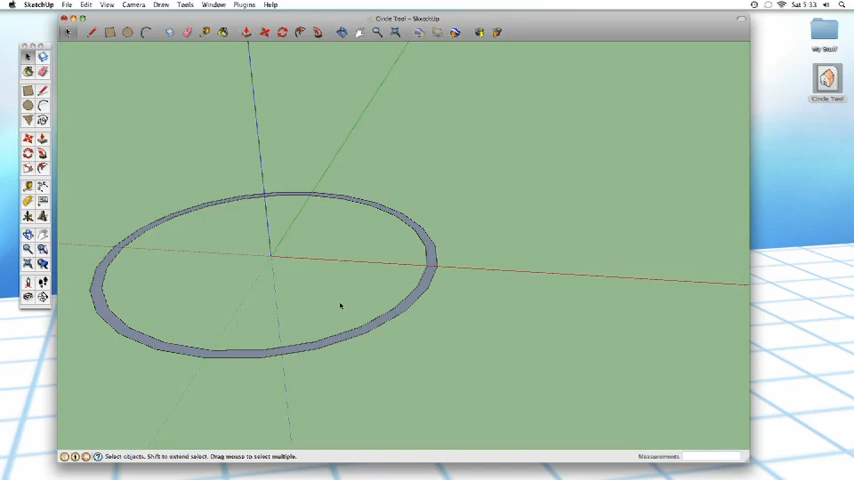 SketchUp File Edit View Camera Draw Tools Window Plugins Help Sat 5:33
Circle Tool – SketchUp
My Stuff
Circle Tool
Select objects. Shift to extend select. Drag mouse to select multiple.
Measurements